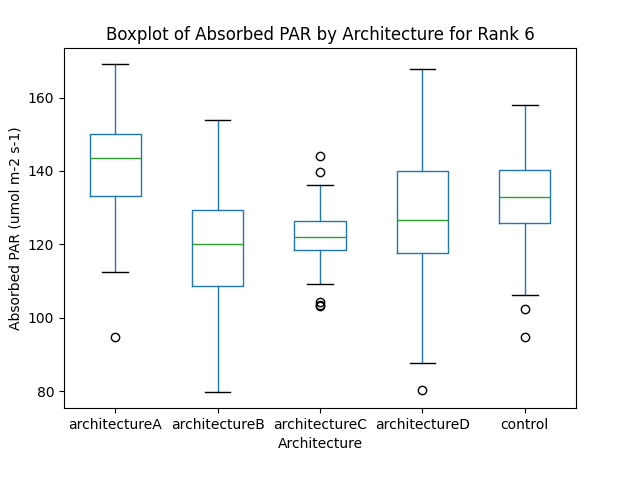 Boxplot of Absorbed PAR by Architecture for Rank 6
Absorbed PAR (umol m-2 s-1)
160
140
120
100
80
architectureA architectureB architectureC architectureD control
Architecture